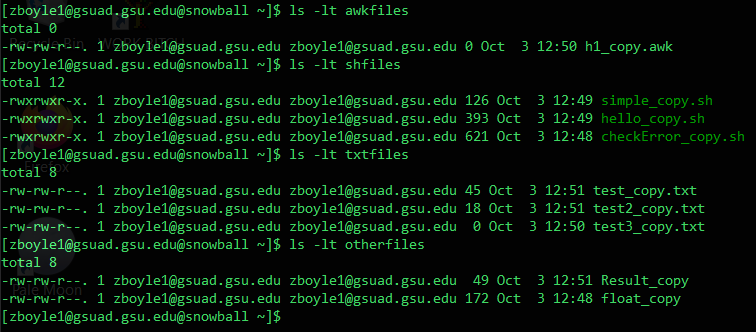 [zboyle1@gsuad.gsu.edu@snowball ~]$ ls -lt awkfiles
total 0
-rw-rw-r--. 1 zboyle1@gsuad.gsu.edu zboyle1@gsuad.gsu.edu 0 Oct  3 12:50 h1_copy.awk
[zboyle1@gsuad.gsu.edu@snowball ~]$ ls -lt shfiles
total 12
-rwxrwxr-x. 1 zboyle1@gsuad.gsu.edu zboyle1@gsuad.gsu.edu 126 Oct  3 12:49 simple_copy.sh
-rwxrwxr-x. 1 zboyle1@gsuad.gsu.edu zboyle1@gsuad.gsu.edu 393 Oct  3 12:49 hello_copy.sh
-rwxrwxr-x. 1 zboyle1@gsuad.gsu.edu zboyle1@gsuad.gsu.edu 621 Oct  3 12:48 checkError_copy.sh
[zboyle1@gsuad.gsu.edu@snowball ~]$ ls -lt txtfiles
total 8
-rw-rw-r--. 1 zboyle1@gsuad.gsu.edu zboyle1@gsuad.gsu.edu 45 Oct  3 12:51 test_copy.txt
-rw-rw-r--. 1 zboyle1@gsuad.gsu.edu zboyle1@gsuad.gsu.edu 18 Oct  3 12:51 test2_copy.txt
-rw-rw-r--. 1 zboyle1@gsuad.gsu.edu zboyle1@gsuad.gsu.edu  0 Oct  3 12:50 test3_copy.txt
[zboyle1@gsuad.gsu.edu@snowball ~]$ ls -lt otherfiles
total 8
-rw-rw-r--. 1 zboyle1@gsuad.gsu.edu zboyle1@gsuad.gsu.edu  49 Oct  3 12:51 Result_copy
-rw-rw-r--. 1 zboyle1@gsuad.gsu.edu zboyle1@gsuad.gsu.edu 172 Oct  3 12:48 float_copy
Pale Moon
[zboyle1@gsuad.gsu.edu@snowball ~]$